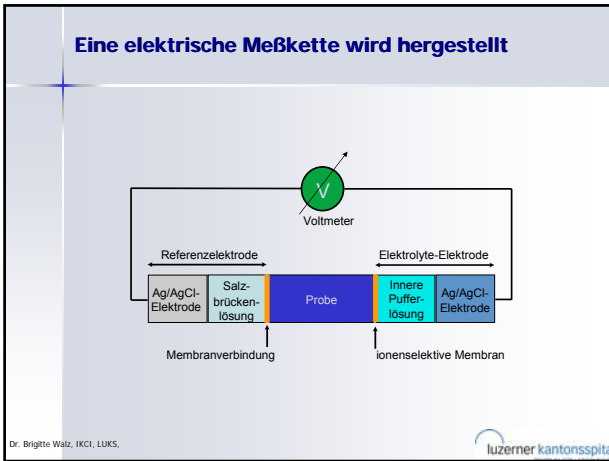 Eine elektrische Meßkette wird hergestellt
V
Voltmeter
Referenzelektrode
Elektrolyte-Elektrode
Ag/AgCl-
Elektrode
Salz-
brücken-
lösung
Probe
Innere
Puffer-
lösung
Ag/AgCl-
Elektrode
Membranverbindung
ionenselektive Membran
Dr. Brigitte Walz, IKCI, LUKS,
luzerner kantonsspita